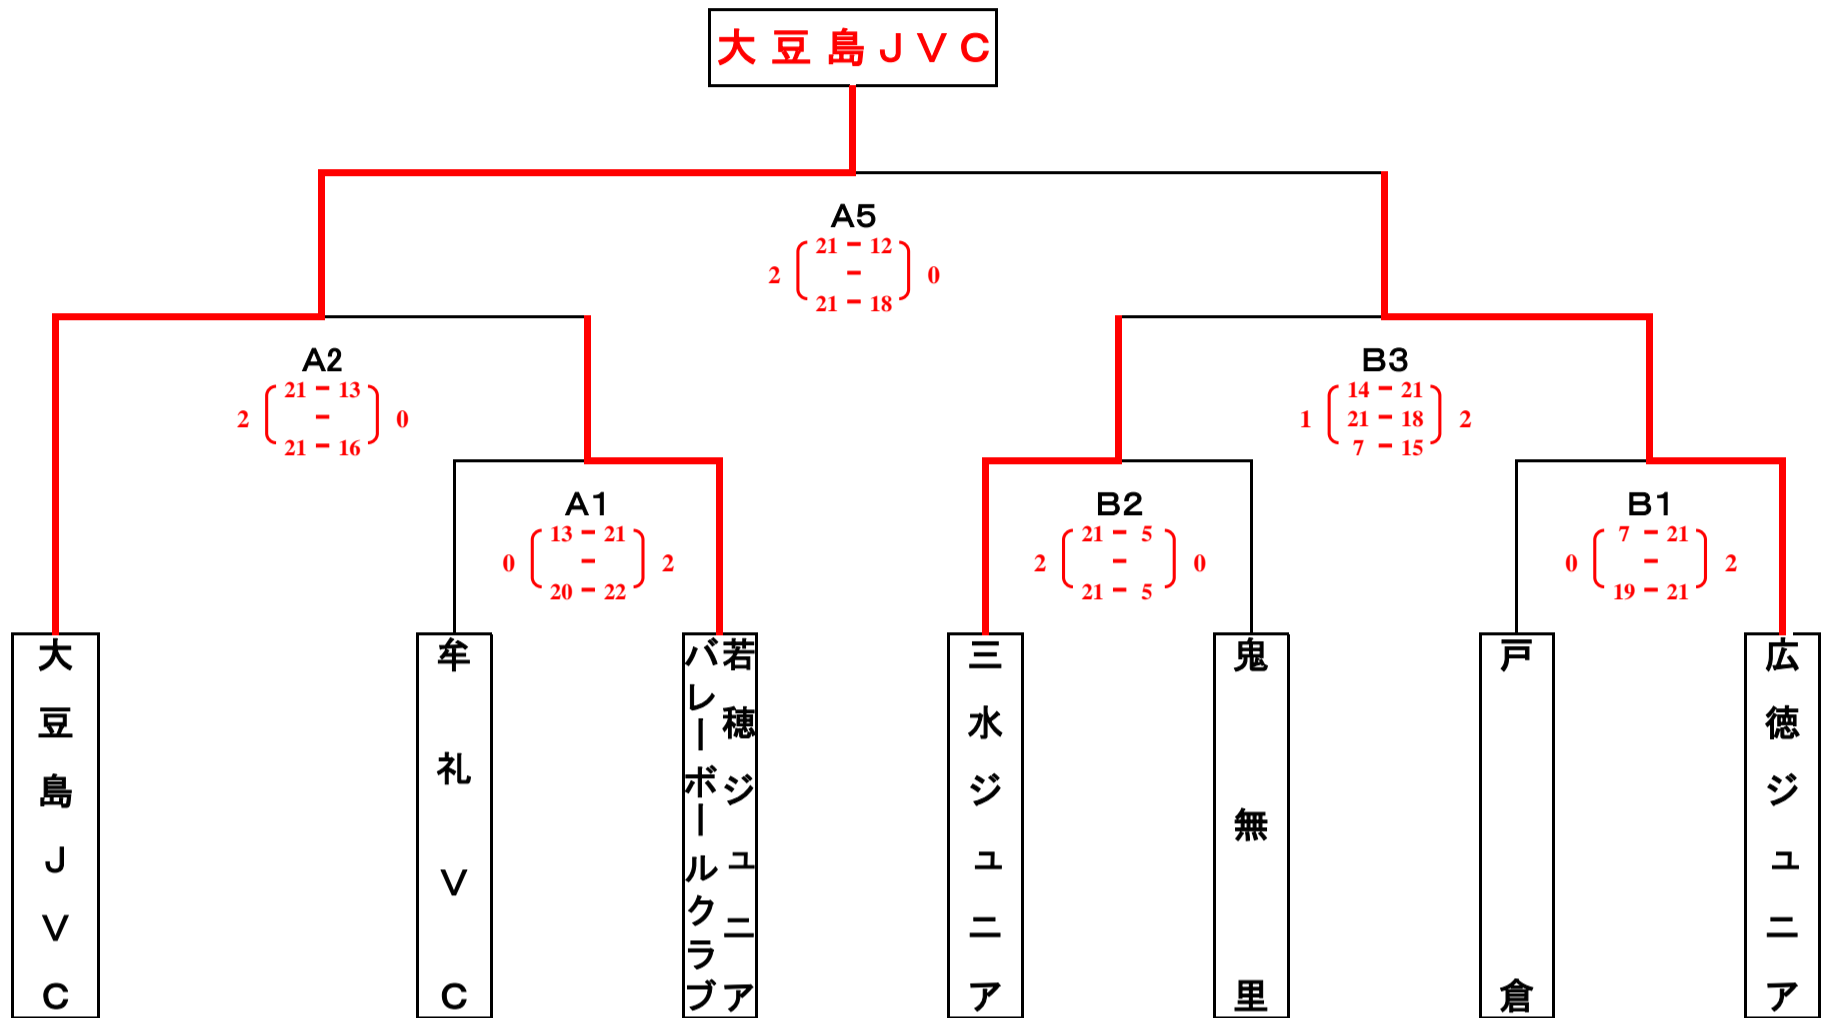 大豆島JVC
A5
21 - 12
2 - 0
21 - 18
A2
21 - 13
2 - 0
21 - 16
B3
14 - 21
1 21 - 18 2
7 - 15
A1
13 - 21
0 - 2
20 - 22
B2
21 - 5
2 - 0
21 - 5
B1
7 - 21
0 - 2
19 - 21
大豆島JVC
牟礼VC
若穂ジュニア
バレーボールクラブ
三水ジュニア
鬼無里
戸倉
広徳ジュニア